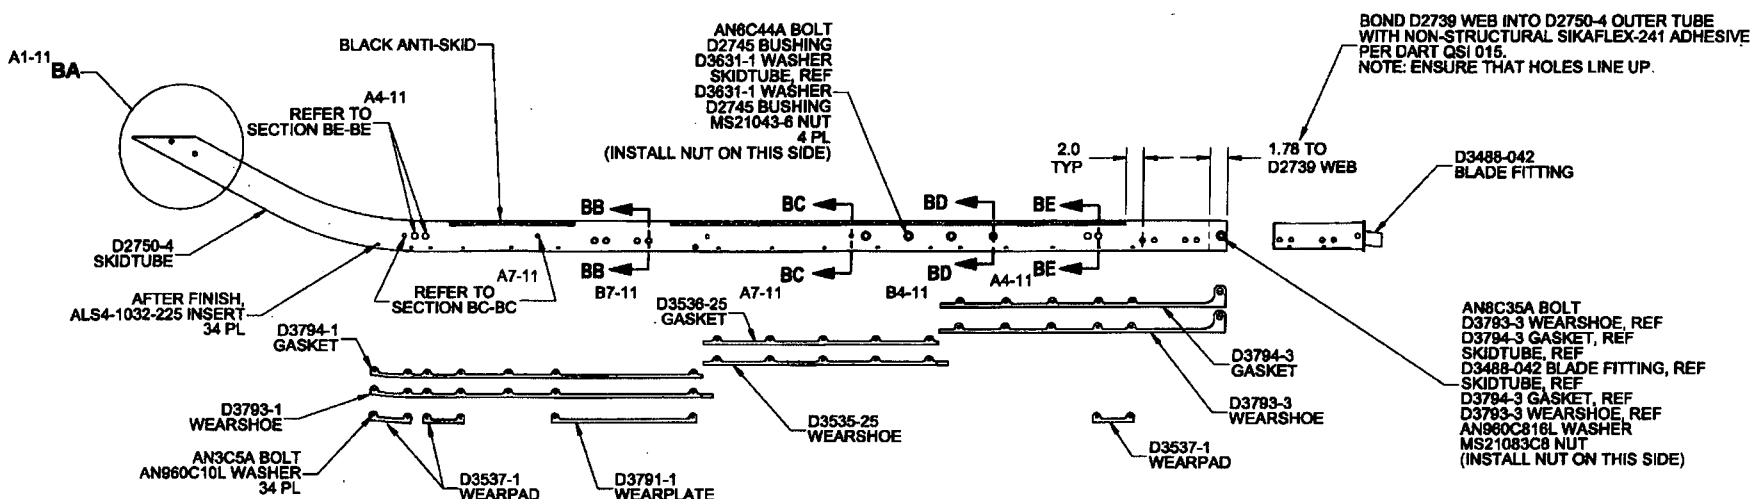 A1-11
BA
BLACK ANTI-SKID
A4-11
REFER TO
SECTION BE-BE
AN6C44A BOLT
D2745 BUSHING
D3631-1 WASHER
SKIDTUBE, REF
D3631-1 WASHER
D2745 BUSHING
MS21043-6 NUT
4 PL
(INSTALL NUT ON THIS SIDE)
BOND D2739 WEB INTO D2750-4 OUTER TUBE
WITH NON-STRUCTURAL SIKAFLEX-241 ADHESIVE
PER DART QSI 015.
NOTE: ENSURE THAT HOLES LINE UP.
2.0
TYP
1.78 TO
D2739 WEB
D3488-042
BLADE FITTING
BB
BC
BD
BE
D2750-4
SKIDTUBE
BB
BC
BD
BE
A7-11
B7-11
A7-11
B4-11
A4-11
REFER TO
SECTION BC-BC
AFTER FINISH,
ALS4-1032-225 INSERT
34 PL
D3794-1
GASKET
D3536-25
GASKET
D3794-3
GASKET
D3793-1
WEARSHOE
D3535-25
WEARSHOE
D3793-3
WEARSHOE
AN3C5A BOLT
AN960C10L WASHER
34 PL
D3537-1
WEARPAD
D3791-1
WEARPLATE
D3537-1
WEARPAD
AN8C35A BOLT
D3793-3 WEARSHOE, REF
D3794-3 GASKET, REF
SKIDTUBE, REF
D3488-042 BLADE FITTING, REF
SKIDTUBE, REF
D3794-3 GASKET, REF
D3793-3 WEARSHOE, REF
AN960C816L WASHER
MS21083C8 NUT
(INSTALL NUT ON THIS SIDE)